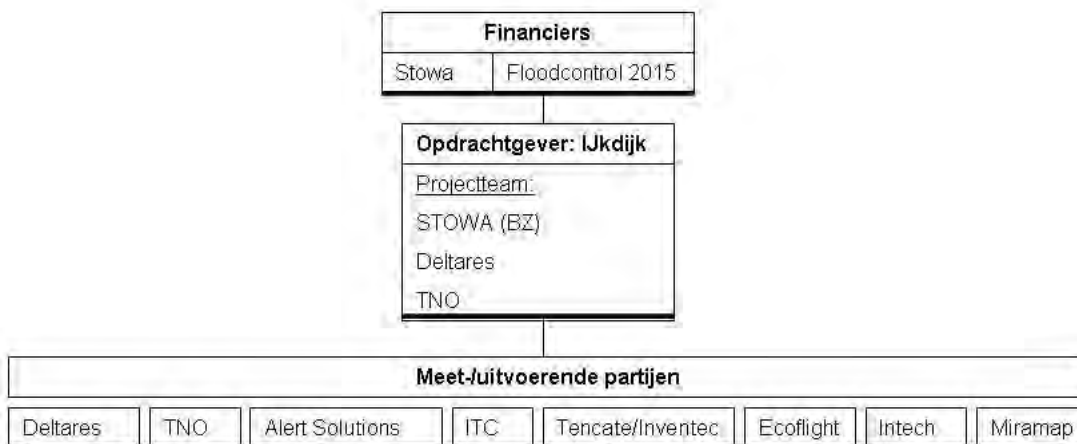 Financiers
Stowa Floodcontrol 2015
Opdrachtgever: IJkdijk
Projectteam:
STOWA (BZ)
Deltares
TNO
Meet-/uitvoerende partijen
Deltares TNO Alert Solutions ITC Tencate/Inventec Ecoflight Intech Miramap